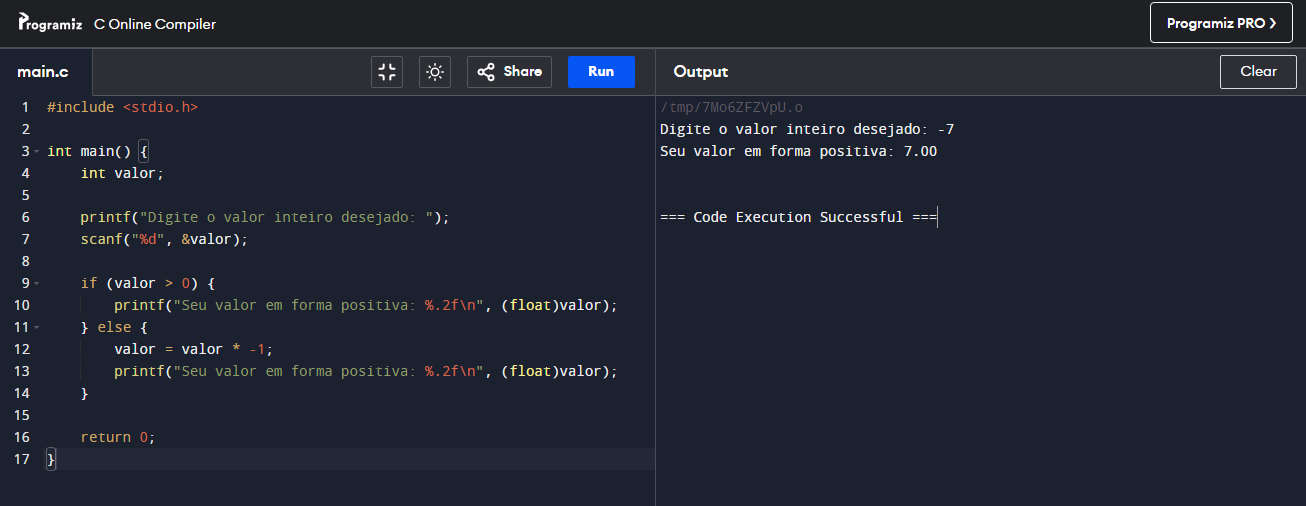 Programiz C Online Compiler Programiz PRO >
main.c Share Run Output Clear
1 #include <stdio.h>
2
3 int main() {
4     int valor;
5
6     printf("Digite o valor inteiro desejado: ");
7     scanf("%d", &valor);
8
9     if (valor > 0) {
10         printf("Seu valor em forma positiva: %.2f\n", (float)valor);
11     } else {
12         valor = valor * -1;
13         printf("Seu valor em forma positiva: %.2f\n", (float)valor);
14     }
15
16     return 0;
17 }
/tmp/7Mo6ZFZVpU.o
Digite o valor inteiro desejado: -7
Seu valor em forma positiva: 7.00
=== Code Execution Successful ===